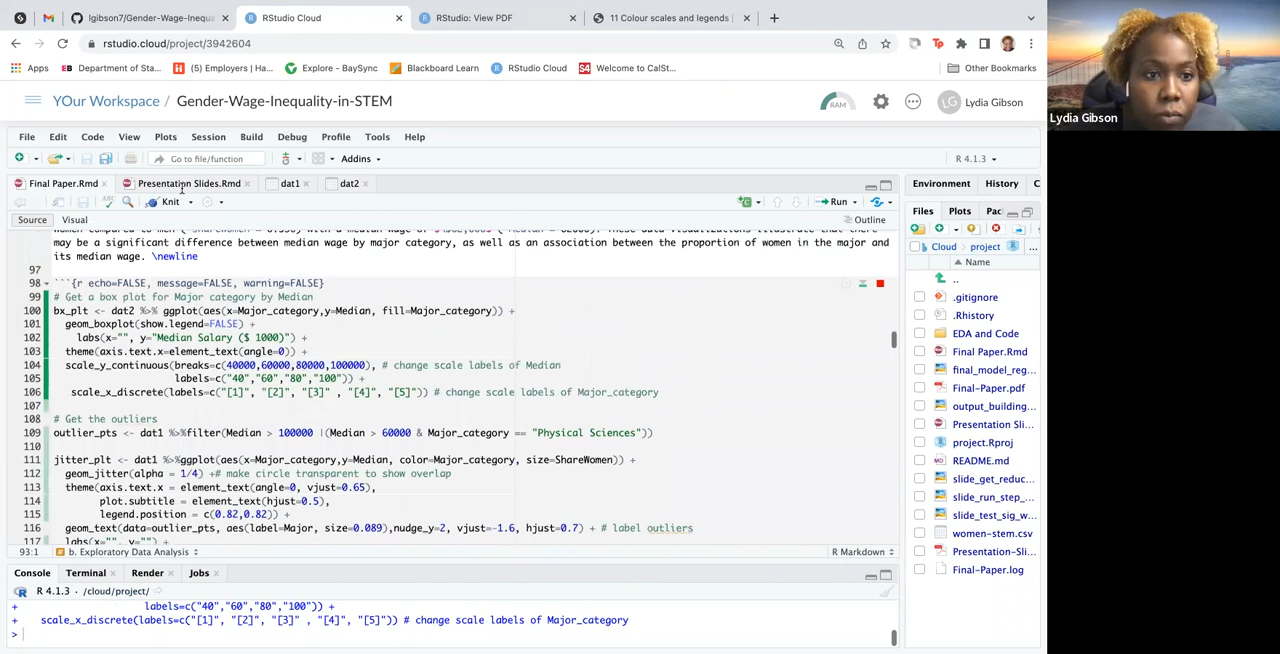 lgibson7/Gender-Wage-Inequa
RStudio Cloud
RStudio: View PDF
11 Colour scales and legends |
rstudio.cloud/project/3942604
Apps
EB Department of Sta...
(5) Employers | Ha...
Explore - BaySync
Blackboard Learn
RStudio Cloud
S4 Welcome to CalSt...
Other Bookmarks
YOur Workspace / Gender-Wage-Inequality-in-STEM
RAM
LG Lydia Gibson
File Edit Code View Plots Session Build Debug Profile Tools Help
Go to file/function
Addins
R 4.1.3
Final Paper.Rmd
Presentation Slides.Rmd
dat1
dat2
Knit
Run
Source Visual
Outline
may be a significant difference between median wage by major category, as well as an association between the proportion of women in the major and
its median wage. \newline
97
98 ```{r echo=FALSE, message=FALSE, warning=FALSE}
99 # Get a box plot for Major category by Median
100 bx_plt <- dat2 %>% ggplot(aes(x=Major_category,y=Median, fill=Major_category)) +
101 geom_boxplot(show.legend=FALSE) +
102 labs(x="", y="Median Salary ($ 1000)") +
103 theme(axis.text.x=element_text(angle=0)) +
104 scale_y_continuous(breaks=c(40000,60000,80000,100000), # change scale labels of Median
105 labels=c("40","60","80","100")) +
106 scale_x_discrete(labels=c("[1]", "[2]", "[3]" , "[4]", "[5]")) # change scale labels of Major_category
107
108 # Get the outliers
109 outlier_pts <- dat1 %>%filter(Median > 100000 |(Median > 60000 & Major_category == "Physical Sciences"))
110
111 jitter_plt <- dat1 %>%ggplot(aes(x=Major_category,y=Median, color=Major_category, size=ShareWomen)) +
112 geom_jitter(alpha = 1/4) +# make circle transparent to show overlap
113 theme(axis.text.x = element_text(angle=0, vjust=0.65),
114 plot.subtitle = element_text(hjust=0.5),
115 legend.position = c(0.82,0.82)) +
116 geom_text(data=outlier_pts, aes(label=Major, size=0.089),nudge_y=2, vjust=-1.6, hjust=0.7) + # label outliers
117 labs(x="", y="") +
93:1
b. Exploratory Data Analysis
R Markdown
Console Terminal Render Jobs
R 4.1.3 · /cloud/project/
+ labels=c("40","60","80","100")) +
+ scale_x_discrete(labels=c("[1]", "[2]", "[3]" , "[4]", "[5]")) # change scale labels of Major_category
>
Environment History C
Files Plots Pac
Cloud project
Name
..
.gitignore
.Rhistory
EDA and Code
Final Paper.Rmd
final_model_reg...
Final-Paper.pdf
output_building...
Presentation Sli...
project.Rproj
README.md
slide_get_reduc...
slide_run_step_...
slide_test_sig_w...
women-stem.csv
Presentation-Sli...
Final-Paper.log
Lydia Gibson